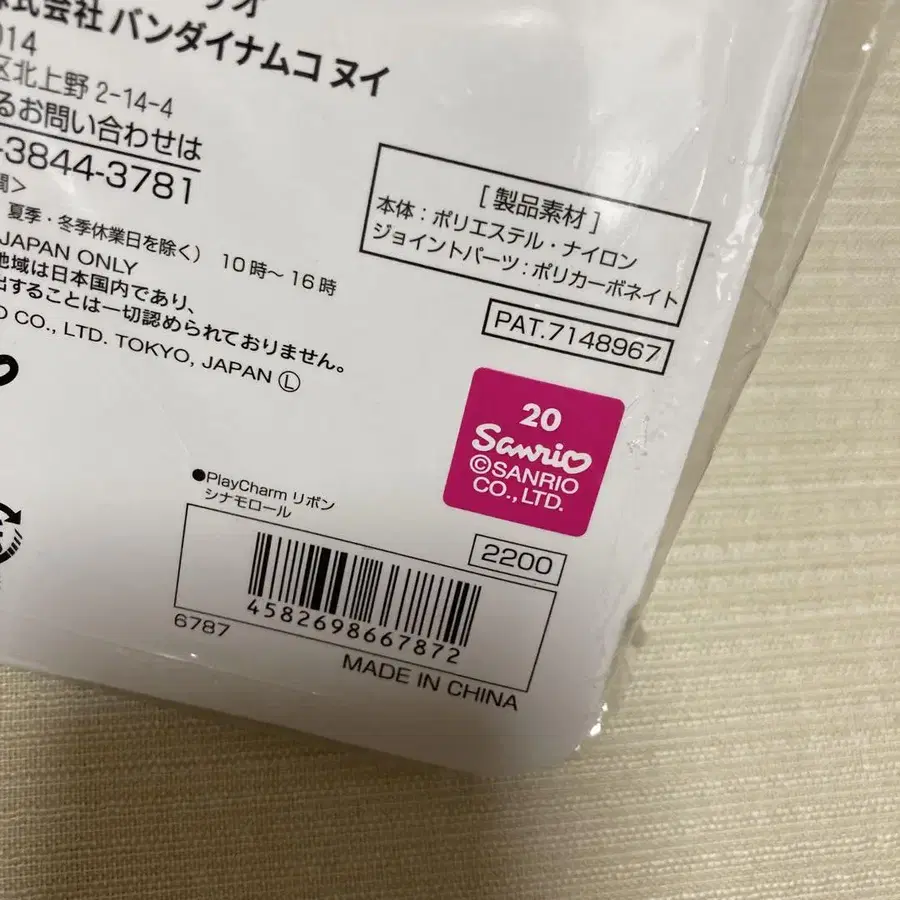 株式会社 バンダイナムコ ヌイ
014
区北上野 2-14-4
るお問い合わせは
-3844-3781
間>
夏季・冬季休業日を除く) 10時〜16時
JAPAN ONLY
地域は日本国内であり、
出することは一切認められておりません。
O CO., LTD. TOKYO, JAPAN Ⓛ
[ 製品素材 ]
本体 : ポリエステル・ナイロン
ジョイントパーツ : ポリカーボネイト
PAT.7148967
20
Sanrio
©SANRIO
CO., LTD.
●PlayCharm リボン
シナモロール
2200
4582698667872
6787
MADE IN CHINA